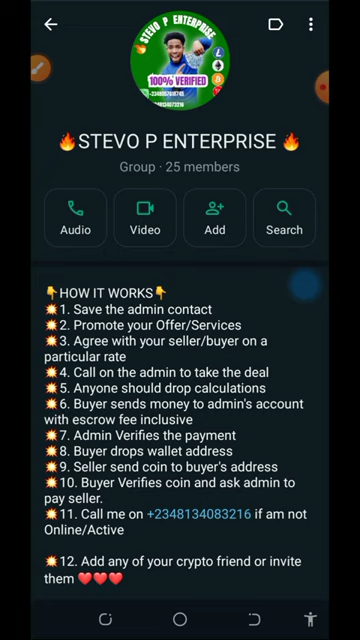 STEVO P ENTERPRISE
100% VERIFIED
🔥STEVO P ENTERPRISE 🔥
Group · 25 members
Audio
Video
Add
Search
👇HOW IT WORKS👇
💥1. Save the admin contact
💥2. Promote your Offer/Services
💥3. Agree with your seller/buyer on a
particular rate
💥4. Call on the admin to take the deal
💥5. Anyone should drop calculations
💥6. Buyer sends money to admin's account
with escrow fee inclusive
💥7. Admin Verifies the payment
💥8. Buyer drops wallet address
💥9. Seller send coin to buyer's address
💥10. Buyer Verifies coin and ask admin to
pay seller.
💥11. Call me on +2348134083216 if am not
Online/Active
💥12. Add any of your crypto friend or invite
them ❤️❤️❤️